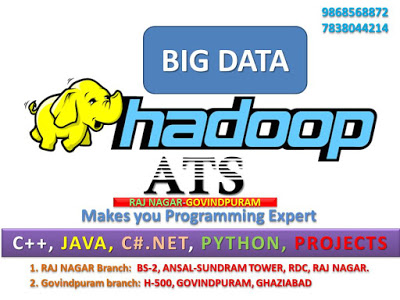 9868568872
7838044214
BIG DATA
hadoop
ATS
RAJ NAGAR-GOVINDPURAM
Makes you Programming Expert
C++, JAVA, C#.NET, PYTHON, PROJECTS
1. RAJ NAGAR Branch: BS-2, ANSAL-SUNDRAM TOWER, RDC, RAJ NAGAR.
2. Govindpuram branch: H-500, GOVINDPURAM, GHAZIABAD